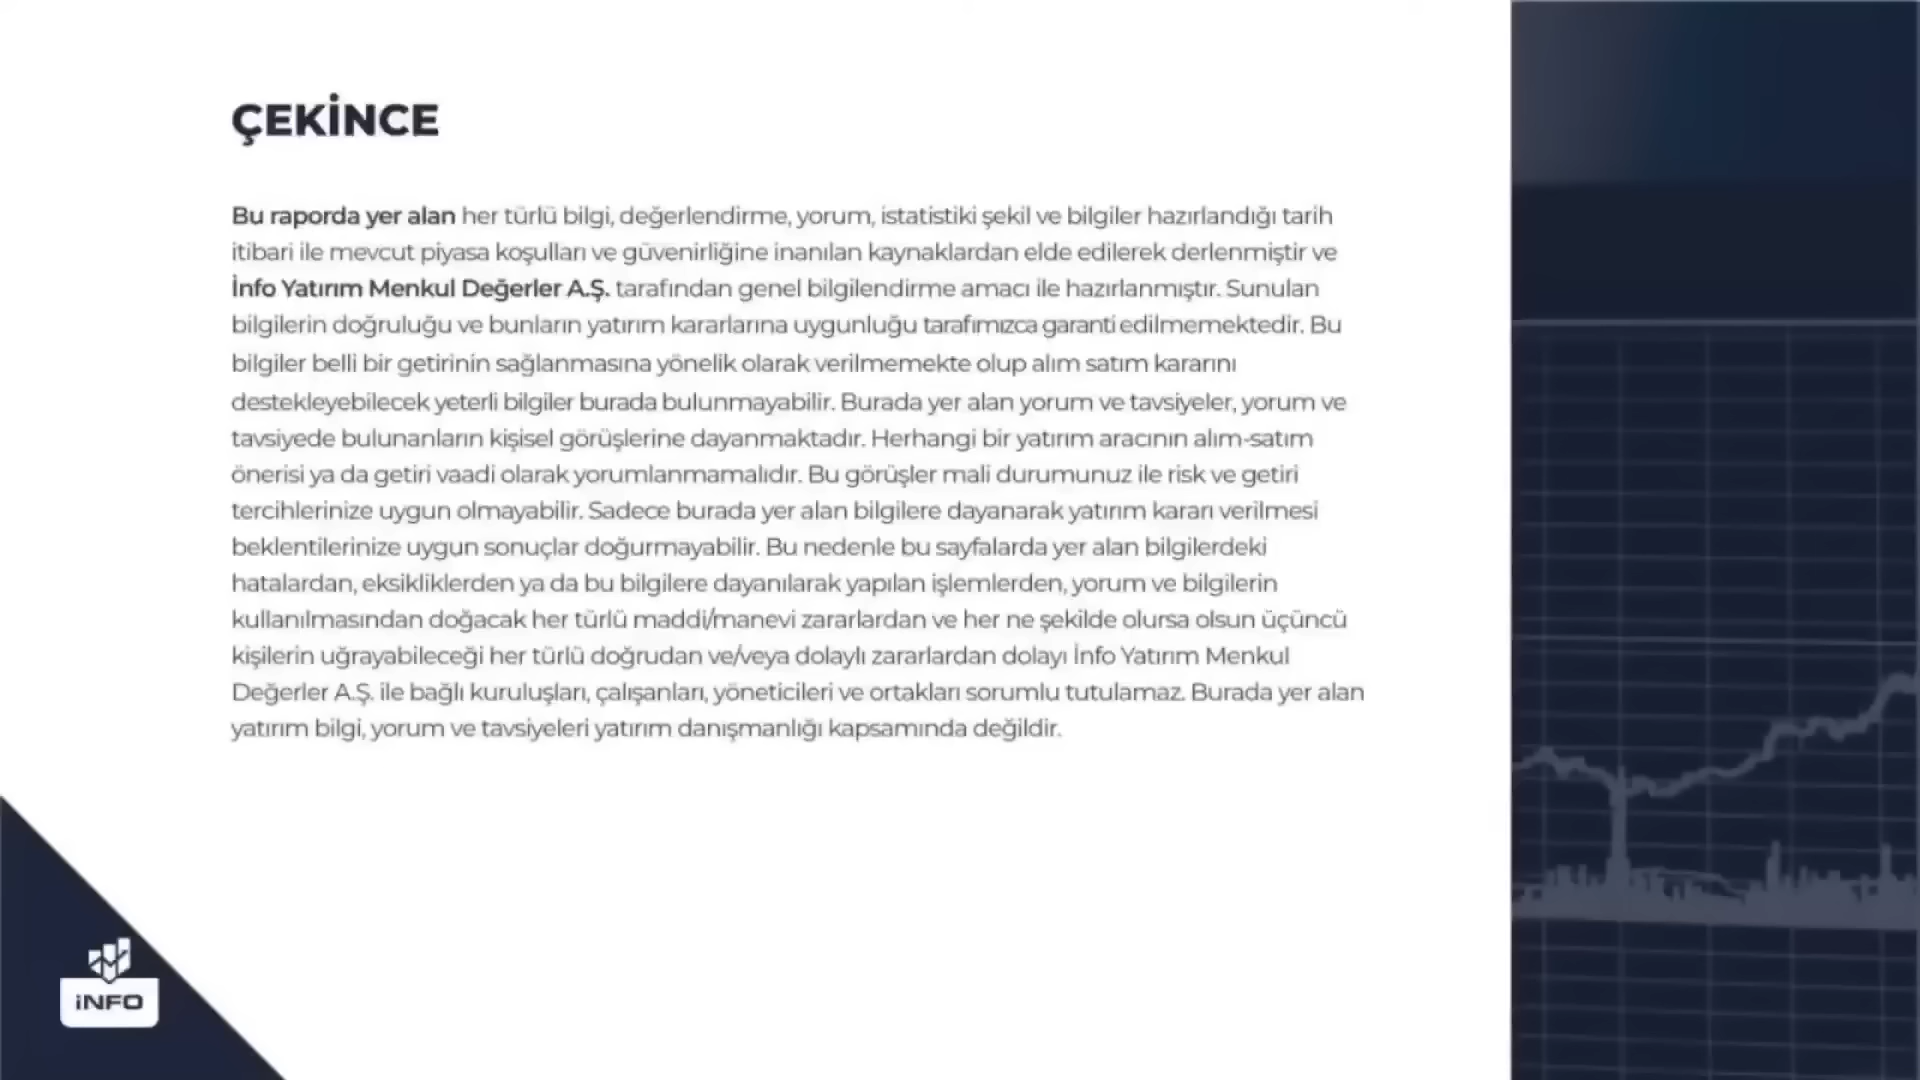 ÇEKİNCE
Bu raporda yer alan her türlü bilgi, değerlendirme, yorum, istatistiki şekil ve bilgiler hazırlandığı tarih
itibari ile mevcut piyasa koşulları ve güvenirliğine inanılan kaynaklardan elde edilerek derlenmiştir ve
İnfo Yatırım Menkul Değerler A.Ş. tarafından genel bilgilendirme amacı ile hazırlanmıştır. Sunulan
bilgilerin doğruluğu ve bunların yatırım kararlarına uygunluğu tarafımızca garanti edilmemektedir. Bu
bilgiler belli bir getirinin sağlanmasına yönelik olarak verilmemekte olup alım satım kararını
destekleyebilecek yeterli bilgiler burada bulunmayabilir. Burada yer alan yorum ve tavsiyeler, yorum ve
tavsiyede bulunanların kişisel görüşlerine dayanmaktadır. Herhangi bir yatırım aracının alım-satım
önerisi ya da getiri vaadi olarak yorumlanmamalıdır. Bu görüşler mali durumunuz ile risk ve getiri
tercihlerinize uygun olmayabilir. Sadece burada yer alan bilgilere dayanarak yatırım kararı verilmesi
beklentilerinize uygun sonuçlar doğurmayabilir. Bu nedenle bu sayfalarda yer alan bilgilerdeki
hatalardan, eksikliklerden ya da bu bilgilere dayanılarak yapılan işlemlerden, yorum ve bilgilerin
kullanılmasından doğacak her türlü maddi/manevi zararlardan ve her ne şekilde olursa olsun üçüncü
kişilerin uğrayabileceği her türlü doğrudan ve/veya dolaylı zararlardan dolayı İnfo Yatırım Menkul
Değerler A.Ş. ile bağlı kuruluşları, çalışanları, yöneticileri ve ortakları sorumlu tutulamaz. Burada yer alan
yatırım bilgi, yorum ve tavsiyeleri yatırım danışmanlığı kapsamında değildir.
iNFO